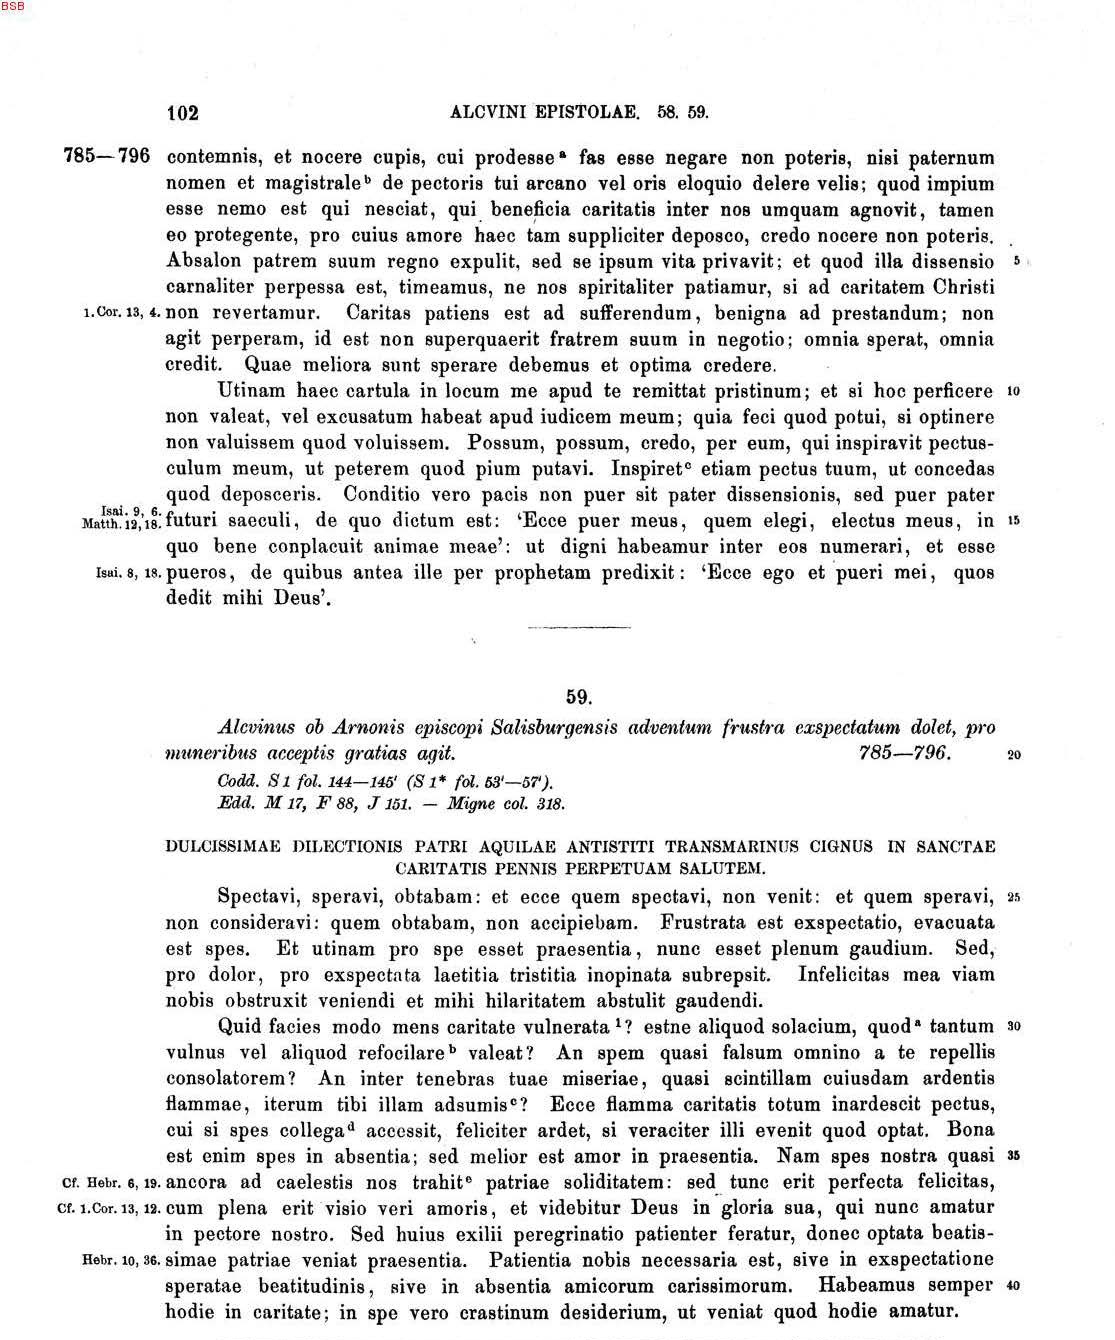 BSB
102 ALCVINI EPISTOLAE. 58. 59.
785—796 contemnis, et nocere cupis, cui prodesse a fas esse negare non poteris, nisi paternum
nomen et magistrale b de pectoris tui arcano vel oris eloquio delere velis; quod impium
esse nemo est qui nesciat, qui beneficia caritatis inter nos umquam agnovit, tamen
eo protegente, pro cuius amore haec tam suppliciter deposco, credo nocere non poteris.
Absalon patrem suum regno expulit, sed se ipsum vita privavit; et quod illa dissensio 5
carnaliter perpessa est, timeamus, ne nos spiritaliter patiamur, si ad caritatem Christi
1. Cor. 13, 4. non revertamur. Caritas patiens est ad sufferendum, benigna ad prestandum; non
agit perperam, id est non superquaerit fratrem suum in negotio; omnia sperat, omnia
credit. Quae meliora sunt sperare debemus et optima credere.
Utinam haec cartula in locum me apud te remittat pristinum; et si hoc perficere 10
non valeat, vel excusatum habeat apud iudicem meum; quia feci quod potui, si optinere
non valuissem quod voluissem. Possum, possum, credo, per eum, qui inspiravit pectus-
culum meum, ut peterem quod pium putavi. Inspiret c etiam pectus tuum, ut concedas
quod deposceris. Conditio vero pacis non puer sit pater dissensionis, sed puer pater
Isai. 9, 6.
Matth. 12, 18. futuri saeculi, de quo dictum est: ‘Ecce puer meus, quem elegi, electus meus, in 15
quo bene conplacuit animae meae’: ut digni habeamur inter eos numerari, et esse
Isai. 8, 18. pueros, de quibus antea ille per prophetam predixit: ‘Ecce ego et pueri mei, quos
dedit mihi Deus’.
59.
Alcvinus ob Arnonis episcopi Salisburgensis adventum frustra exspectatum dolet, pro
muneribus acceptis gratias agit. 785—796. 20
Codd. S 1 fol. 144—145' (S 1* fol. 53'—57').
Edd. M 17, F 88, J 151. — Migne col. 318.
DULCISSIMAE DILECTIONIS PATRI AQUILAE ANTISTITI TRANSMARINUS CIGNUS IN SANCTAE
CARITATIS PENNIS PERPETUAM SALUTEM.
Spectavi, speravi, obtabam: et ecce quem spectavi, non venit: et quem speravi, 25
non consideravi: quem obtabam, non accipiebam. Frustrata est exspectatio, evacuata
est spes. Et utinam pro spe esset praesentia, nunc esset plenum gaudium. Sed,
pro dolor, pro exspectata laetitia tristitia inopinata subrepsit. Infelicitas mea viam
nobis obstruxit veniendi et mihi hilaritatem abstulit gaudendi.
Quid facies modo mens caritate vulnerata 1? estne aliquod solacium, quod a tantum 30
vulnus vel aliquod refocilare b valeat? An spem quasi falsum omnino a te repellis
consolatorem? An inter tenebras tuae miseriae, quasi scintillam cuiusdam ardentis
flammae, iterum tibi illam adsumis c? Ecce flamma caritatis totum inardescit pectus,
cui si spes collega d accessit, feliciter ardet, si veraciter illi evenit quod optat. Bona
est enim spes in absentia; sed melior est amor in praesentia. Nam spes nostra quasi 35
Cf. Hebr. 6, 19. ancora ad caelestis nos trahit e patriae soliditatem: sed tunc erit perfecta felicitas,
Cf. 1. Cor. 13, 12. cum plena erit visio veri amoris, et videbitur Deus in gloria sua, qui nunc amatur
in pectore nostro. Sed huius exilii peregrinatio patienter feratur, donec optata beatis-
Hebr. 10, 36. simae patriae veniat praesentia. Patientia nobis necessaria est, sive in exspectatione
speratae beatitudinis, sive in absentia amicorum carissimorum. Habeamus semper 40
hodie in caritate; in spe vero crastinum desiderium, ut veniat quod hodie amatur.